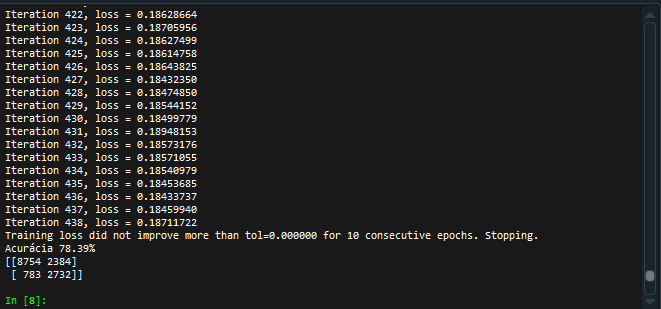 Iteration 422, loss = 0.18628664
Iteration 423, loss = 0.18705956
Iteration 424, loss = 0.18627499
Iteration 425, loss = 0.18614758
Iteration 426, loss = 0.18643825
Iteration 427, loss = 0.18432350
Iteration 428, loss = 0.18474850
Iteration 429, loss = 0.18544152
Iteration 430, loss = 0.18499779
Iteration 431, loss = 0.18948153
Iteration 432, loss = 0.18573176
Iteration 433, loss = 0.18571055
Iteration 434, loss = 0.18540979
Iteration 435, loss = 0.18453685
Iteration 436, loss = 0.18433737
Iteration 437, loss = 0.18459940
Iteration 438, loss = 0.18711722
Training loss did not improve more than tol=0.000000 for 10 consecutive epochs. Stopping.
Acurácia 78.39%
[[8754 2384]
[ 783 2732]]
In [8]: